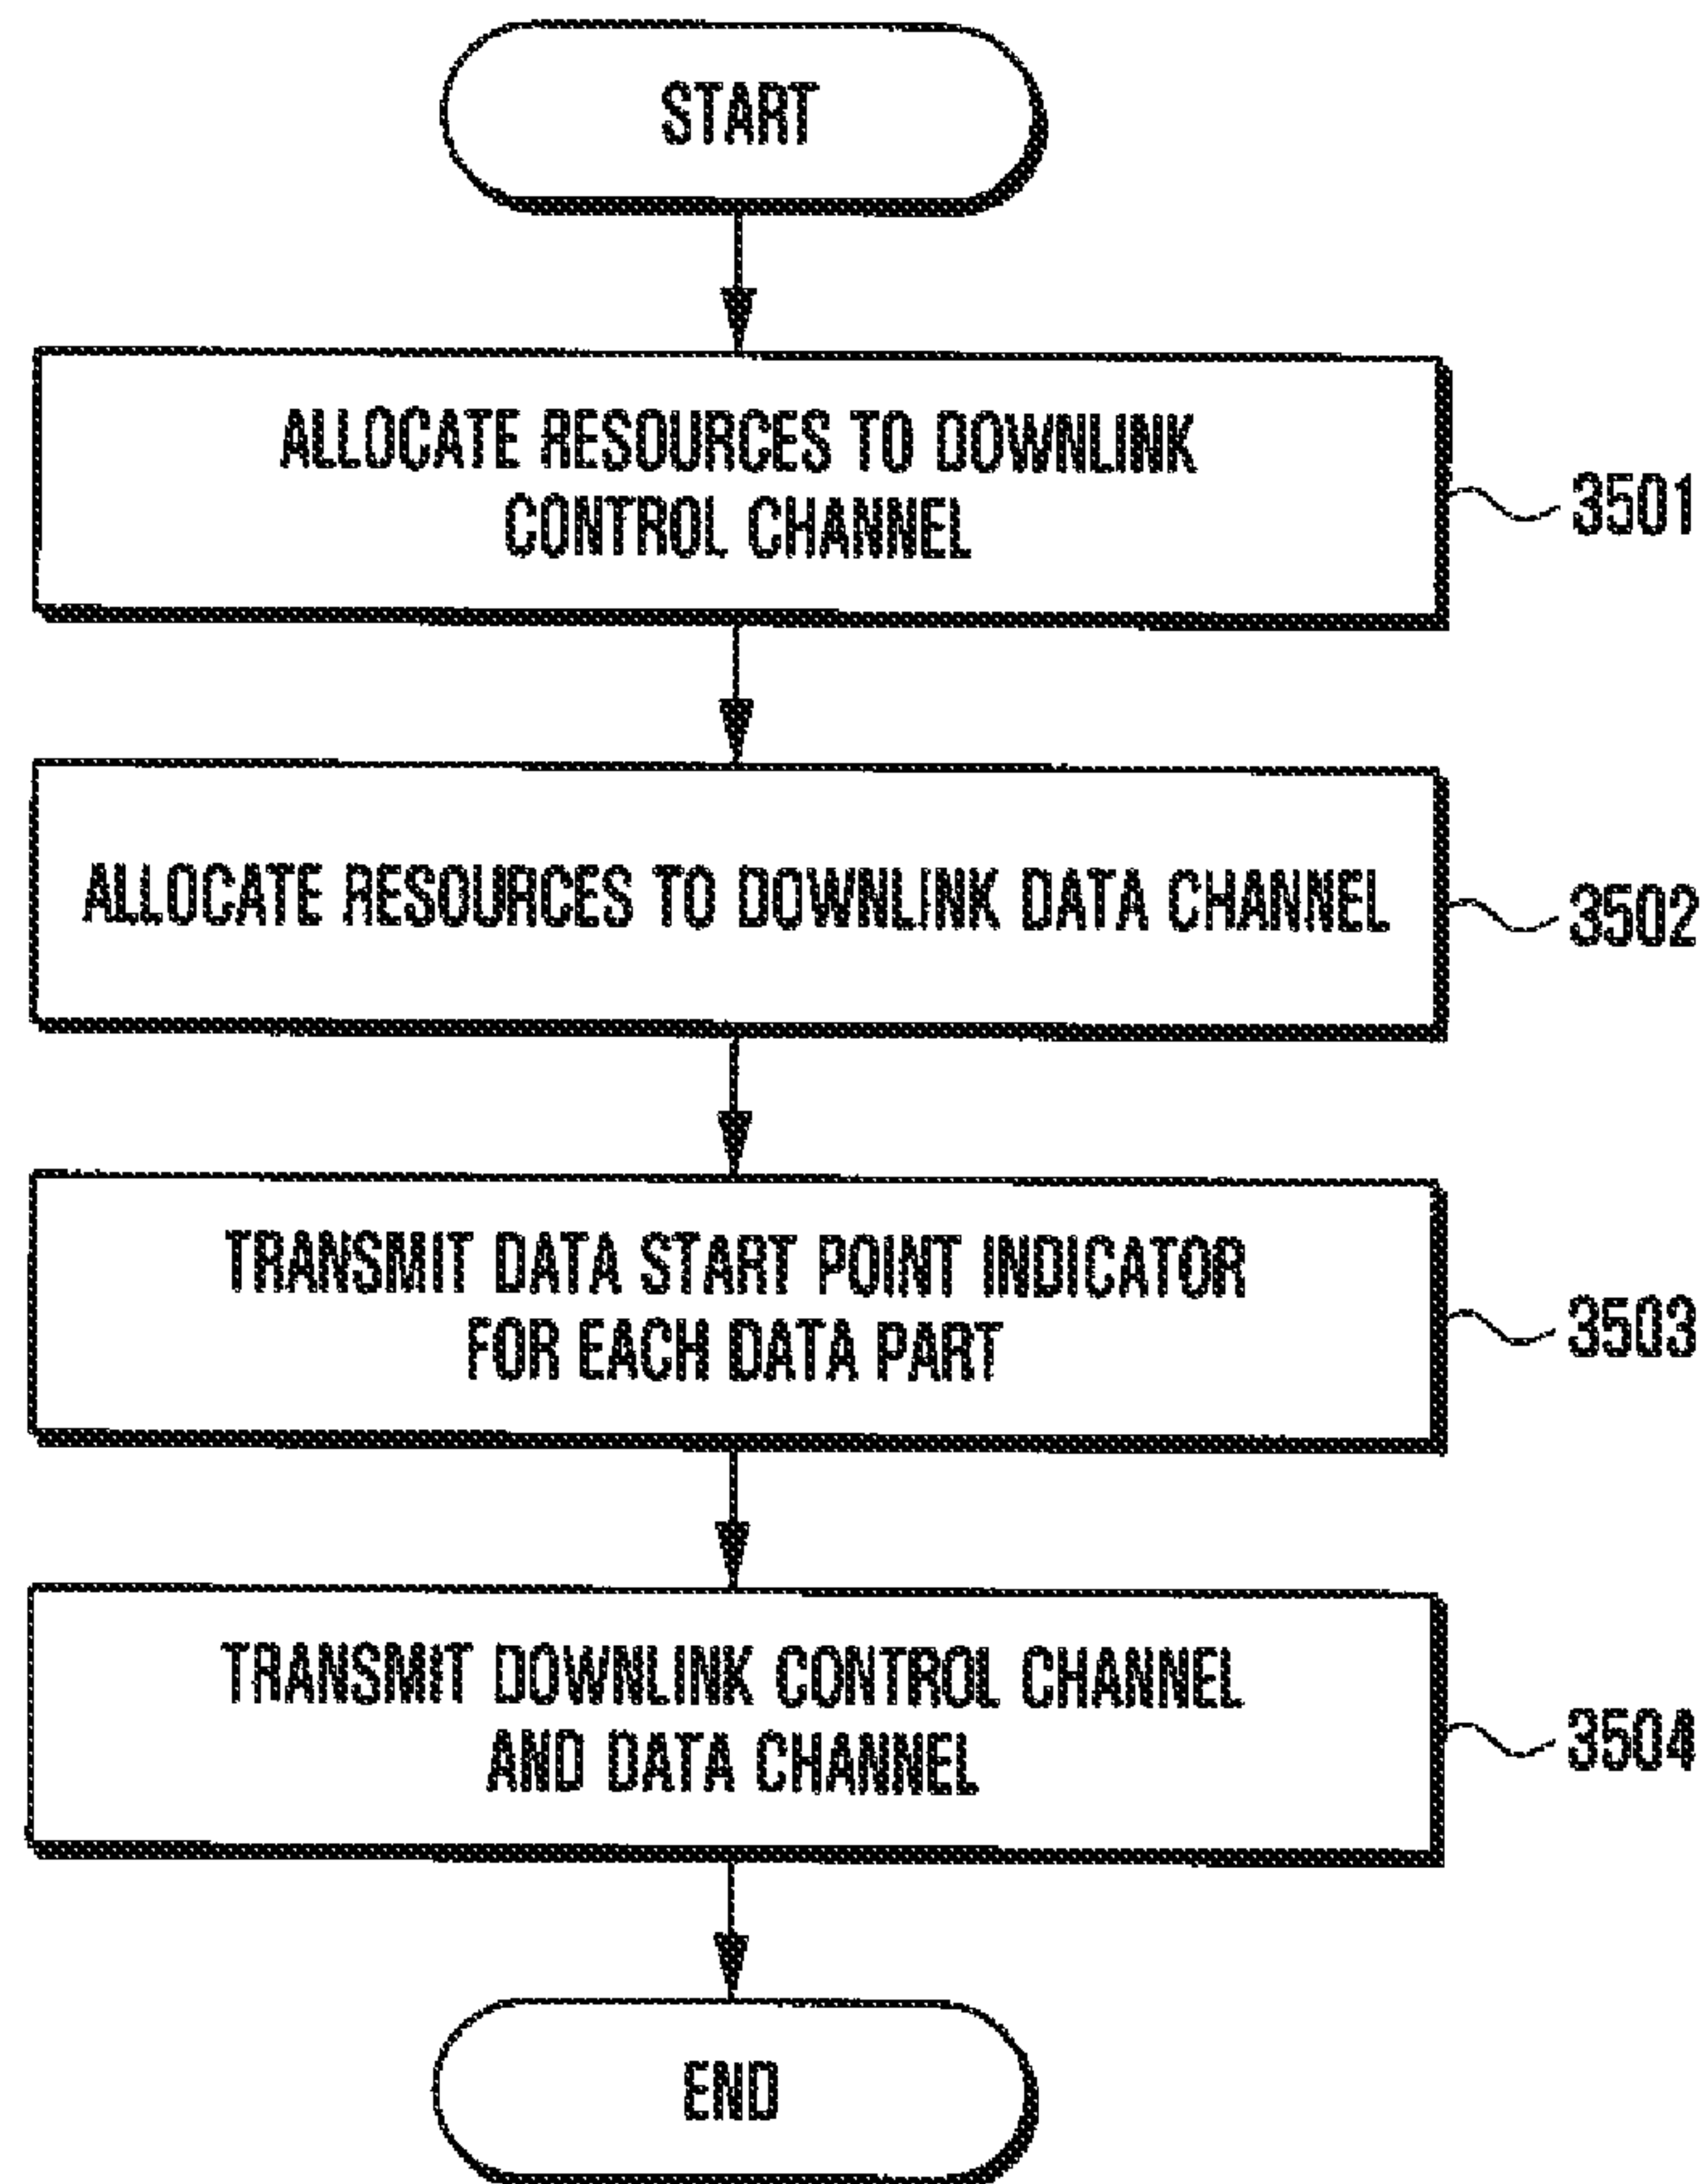 START
ALLOCATE RESOURCES TO DOWNLINK
CONTROL CHANNEL
3501
ALLOCATE RESOURCES TO DOWNLINK DATA CHANNEL
3502
TRANSMIT DATA START POINT INDICATOR
FOR EACH DATA PART
3503
TRANSMIT DOWNLINK CONTROL CHANNEL
AND DATA CHANNEL
3504
END